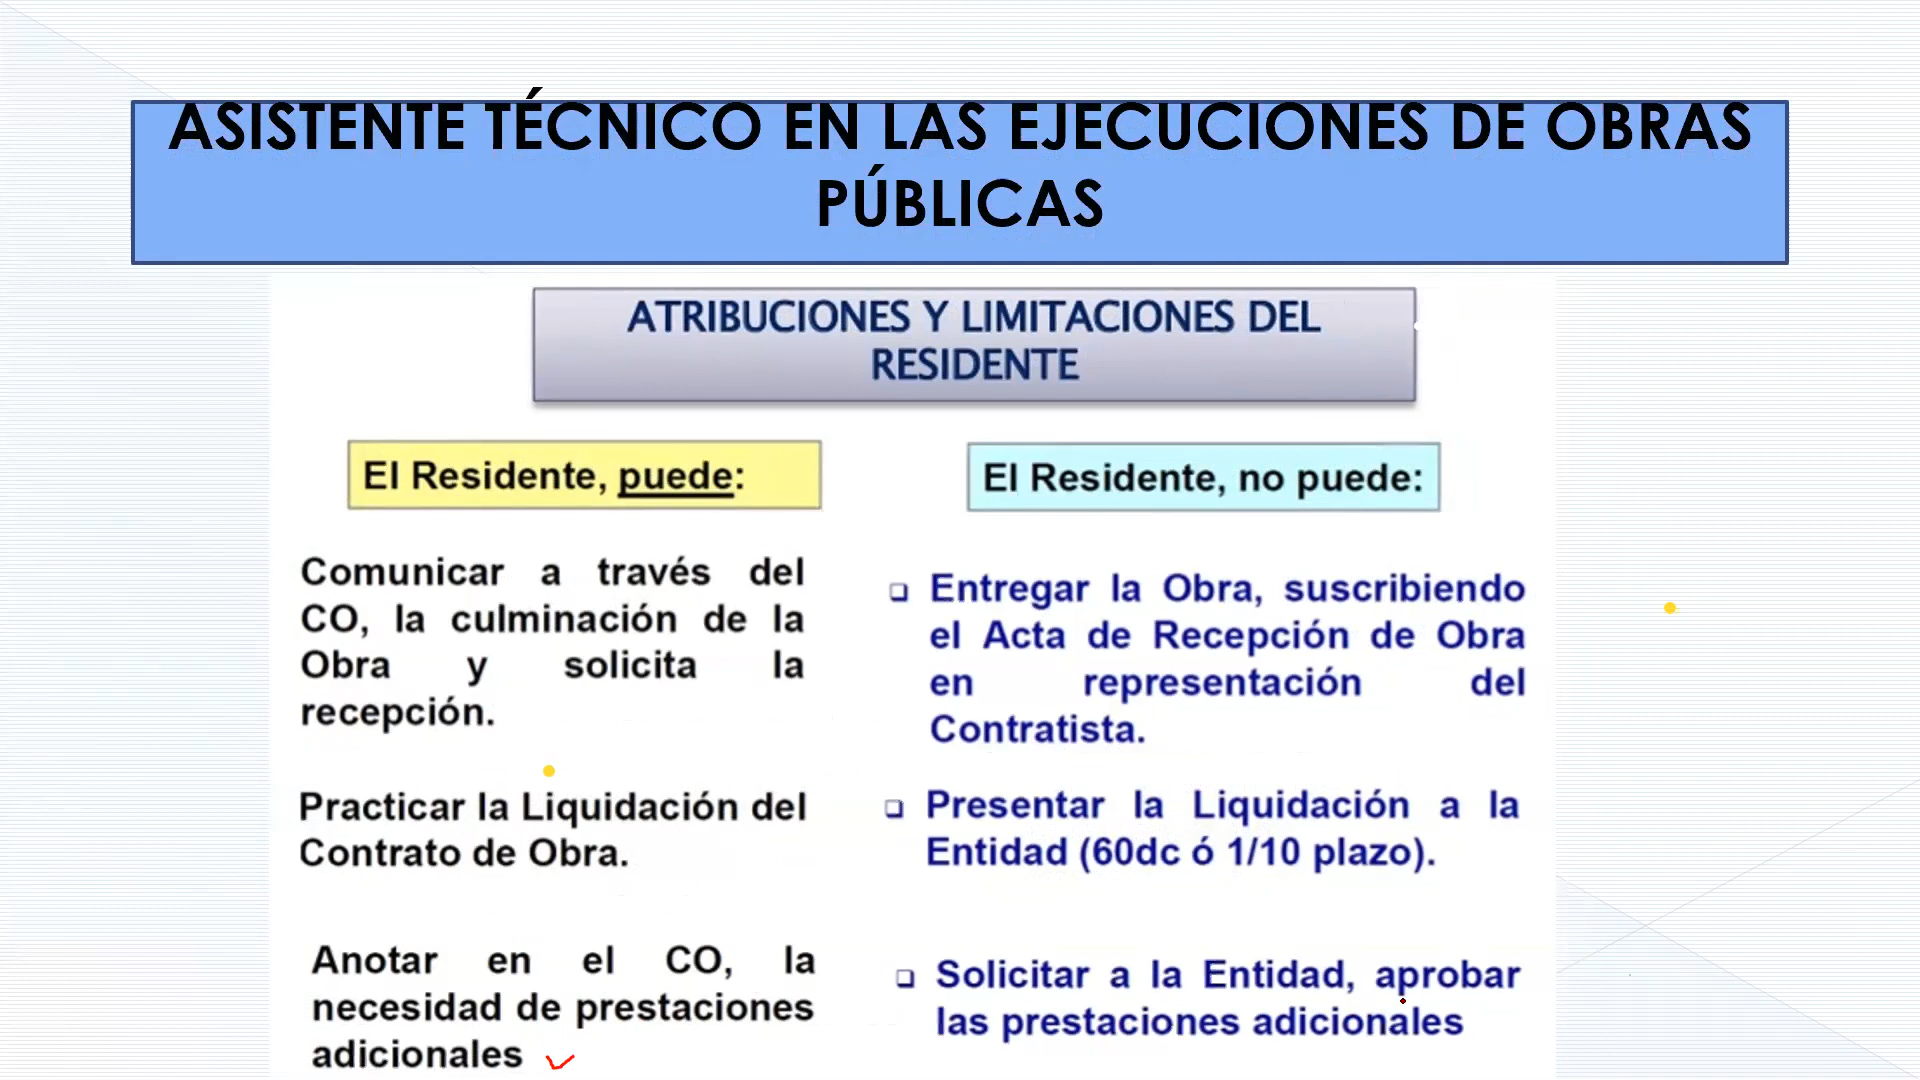 ASISTENTE TÉCNICO EN LAS EJECUCIONES DE OBRAS
PÚBLICAS
ATRIBUCIONES Y LIMITACIONES DEL
RESIDENTE
El Residente, puede:
Comunicar a través del
CO, la culminación de la
Obra y solicita la
recepción.
Practicar la Liquidación del
Contrato de Obra.
Anotar en el CO, la
necesidad de prestaciones
adicionales
El Residente, no puede:
Entregar la Obra, suscribiendo
el Acta de Recepción de Obra
en representación del
Contratista.
Presentar la Liquidación a la
Entidad (60dc ó 1/10 plazo).
Solicitar a la Entidad, aprobar
las prestaciones adicionales